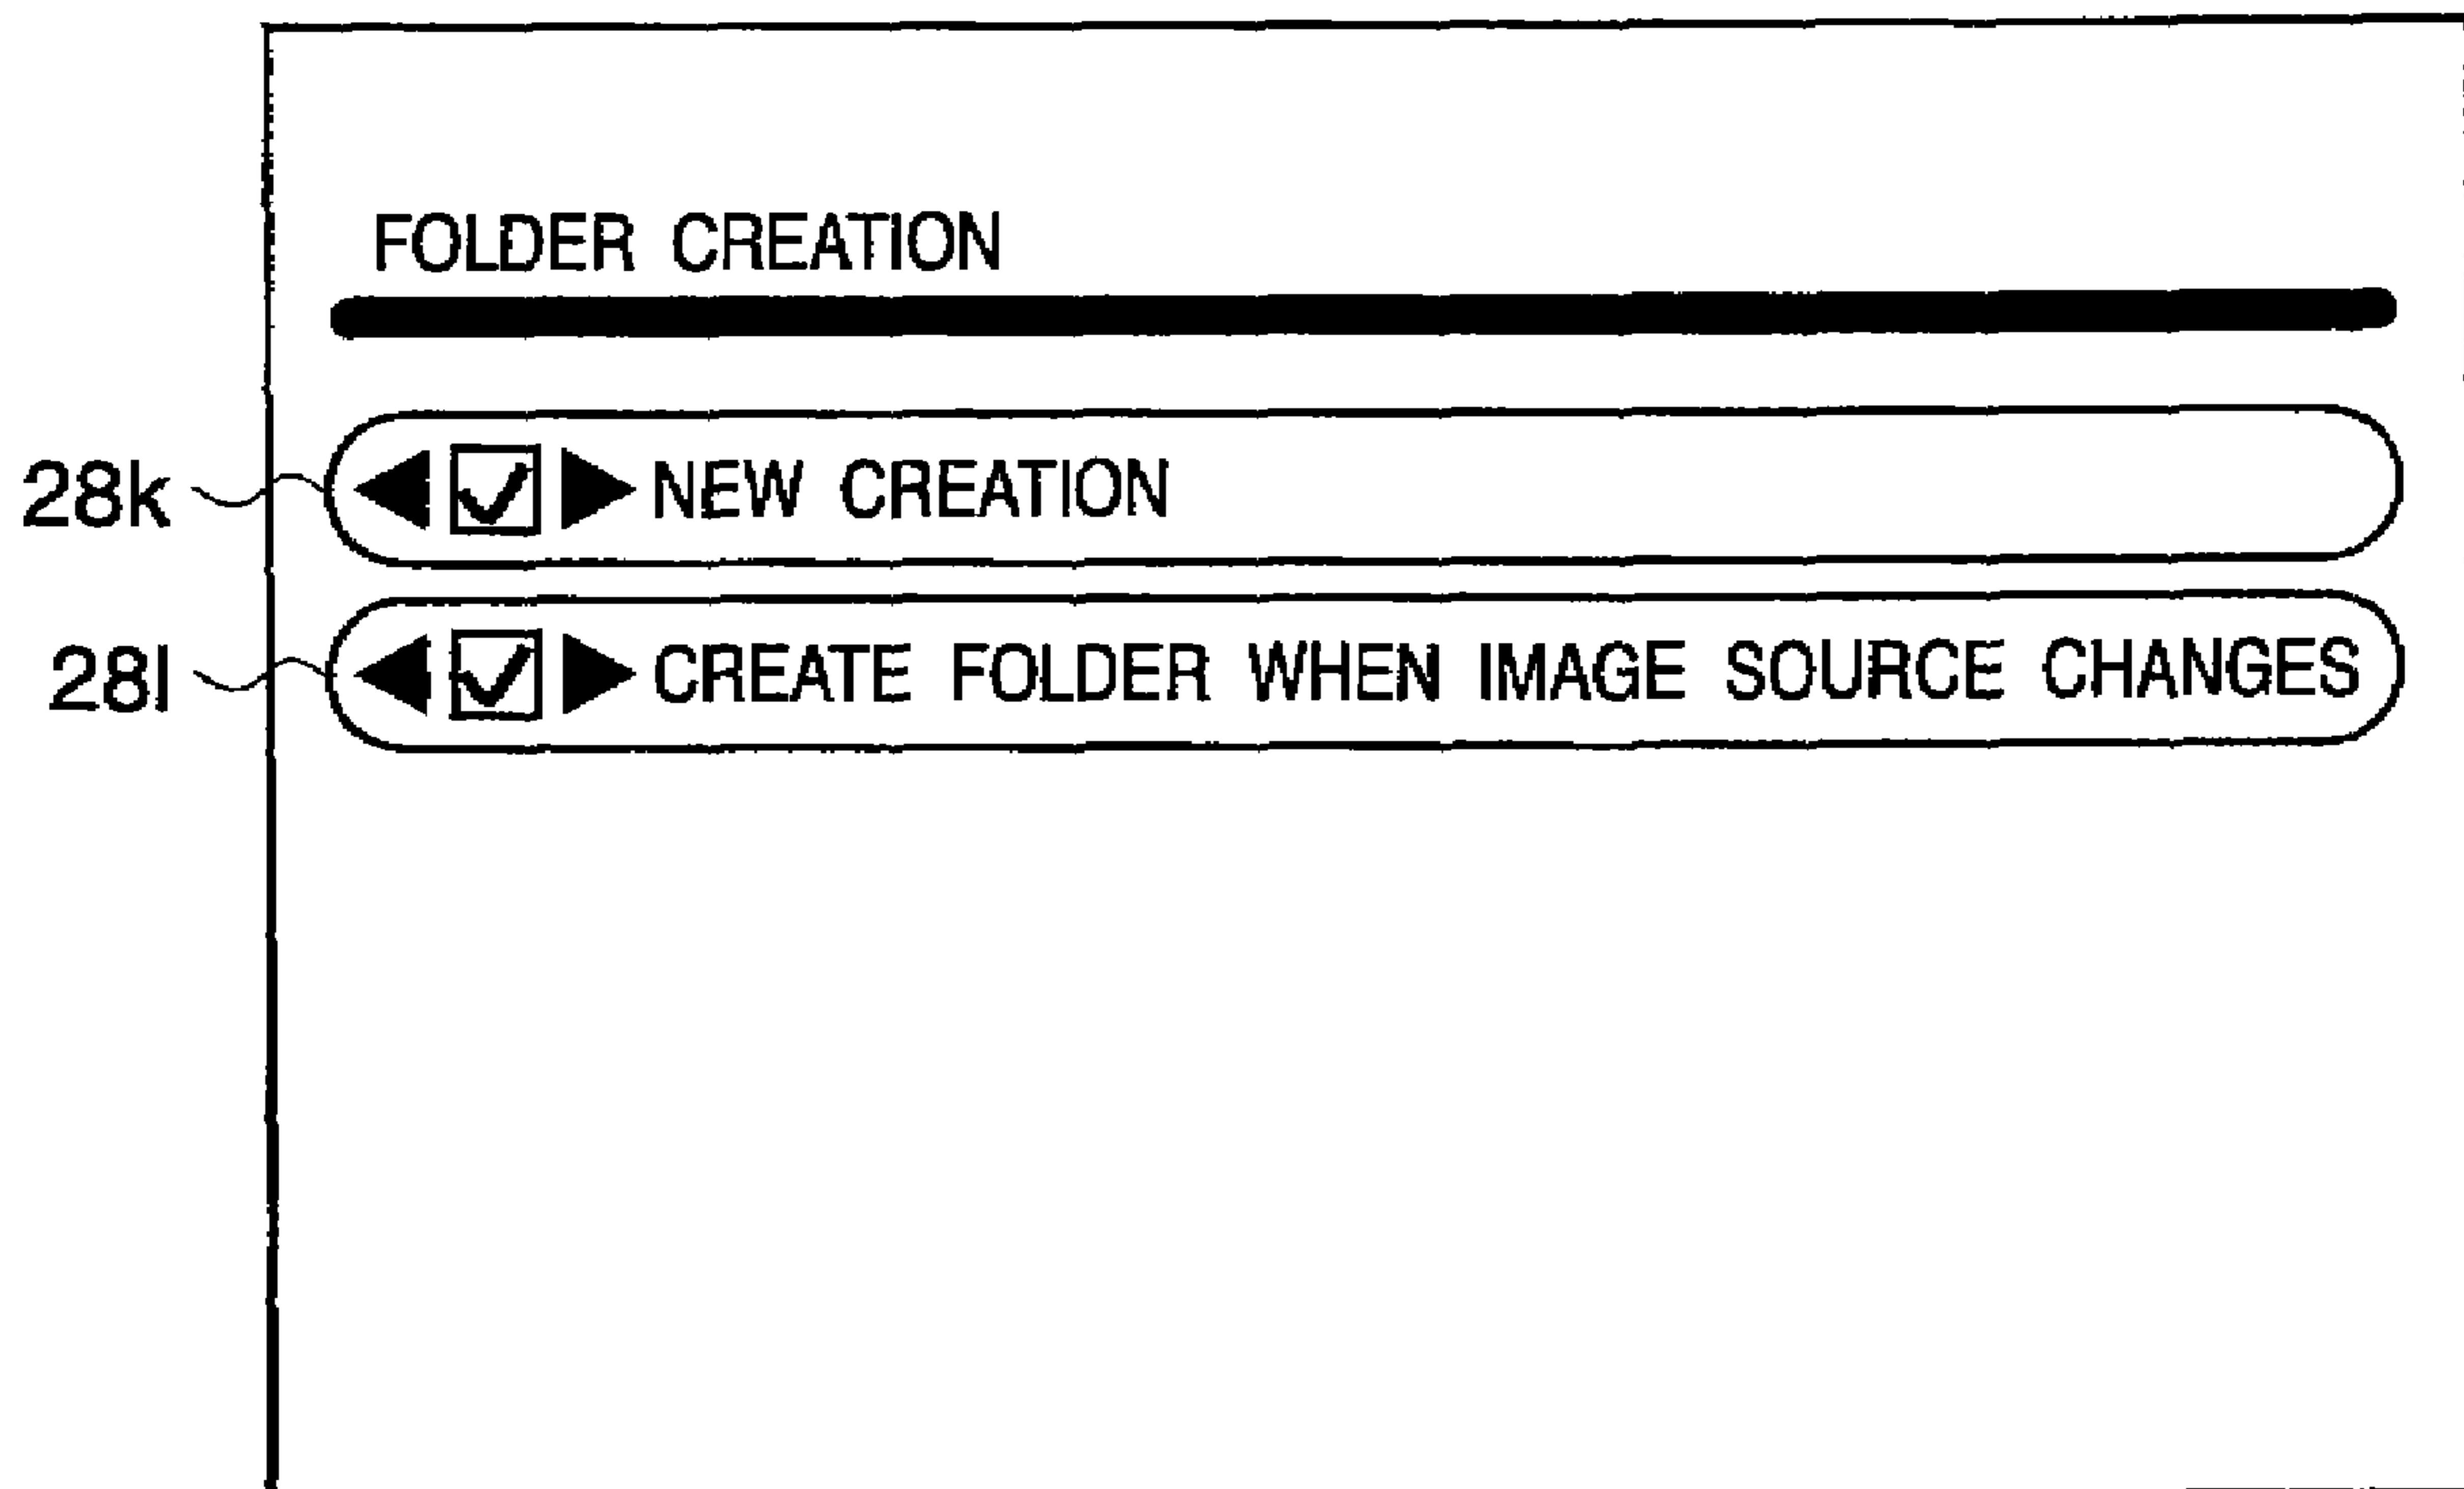 FOLDER CREATION
28k NEW CREATION
28l CREATE FOLDER WHEN IMAGE SOURCE CHANGES